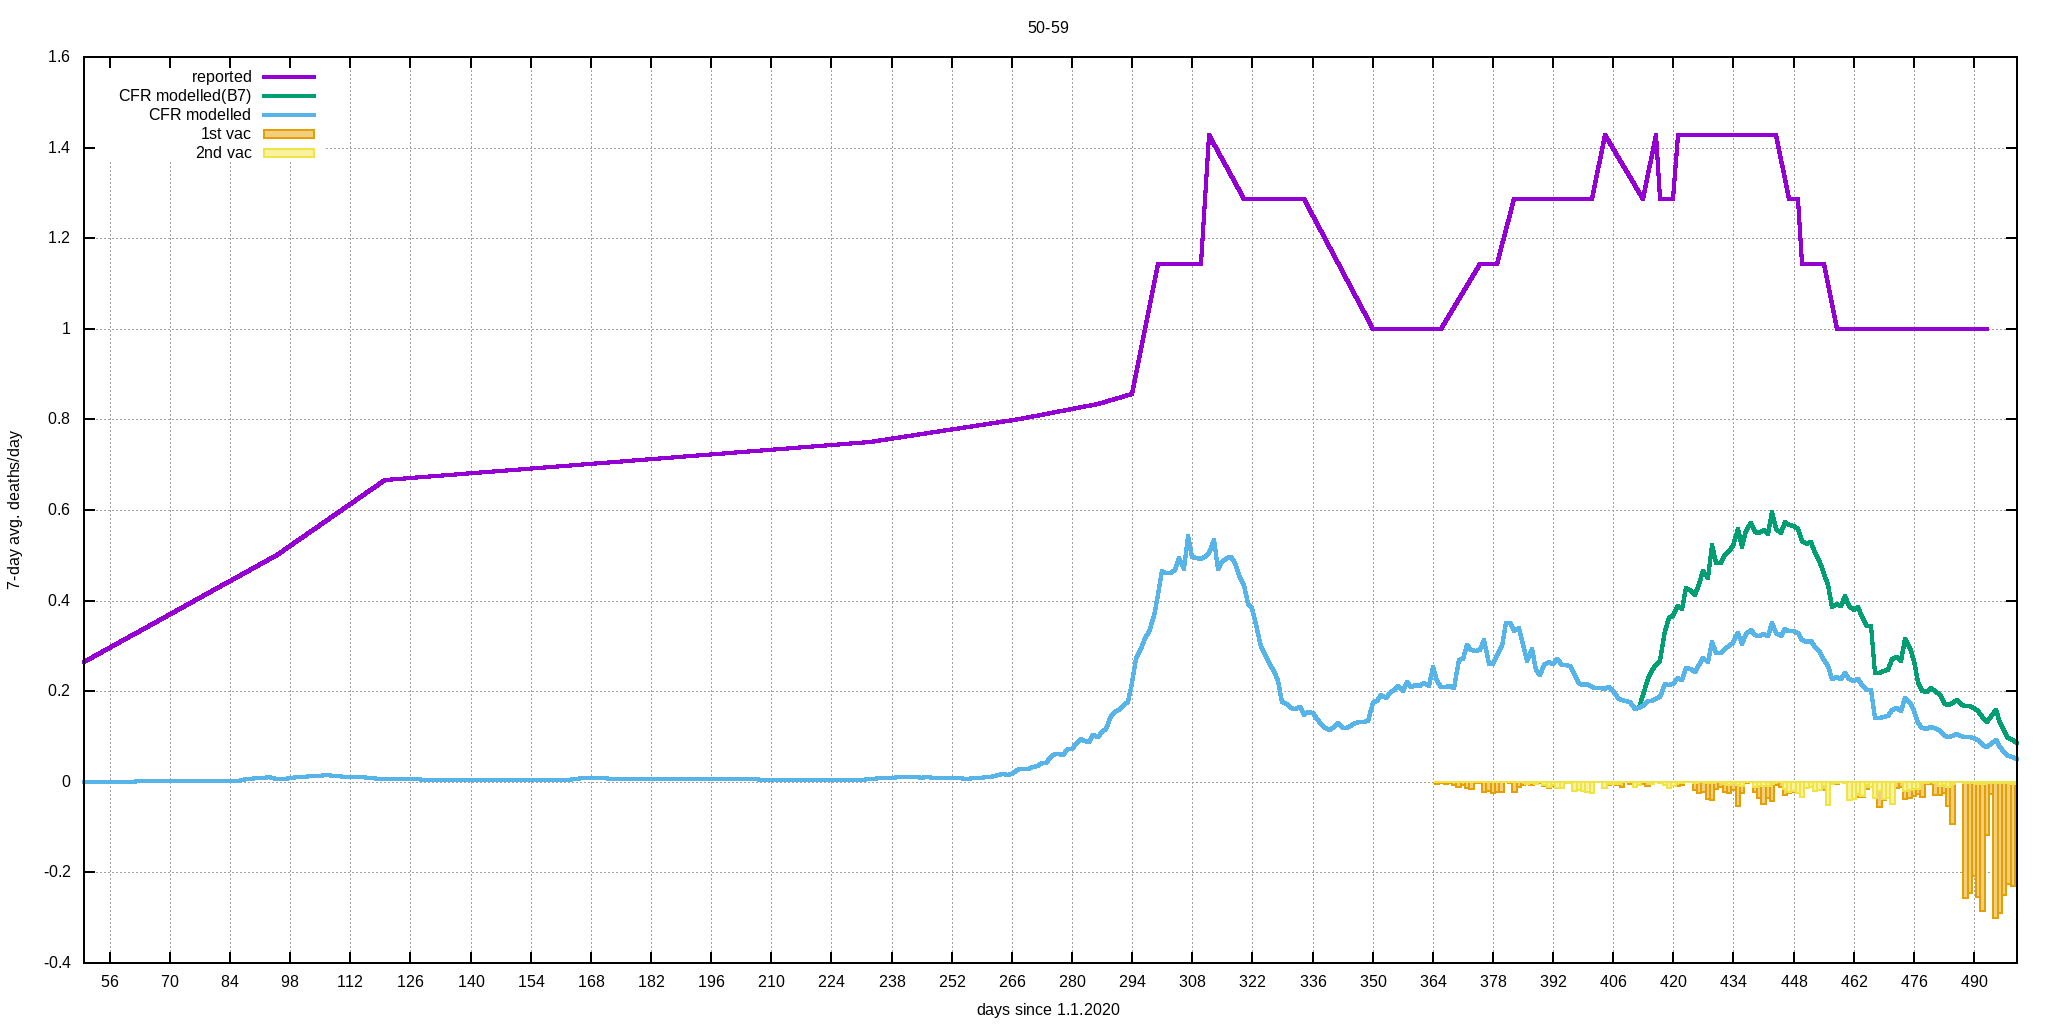 50-59
1.6
1.4
1.2
1
0.8
0.6
0.4
0.2
0
-0.2
-0.4
7-day avg. deaths/day
reported
CFR modelled(B7)
CFR modelled
1st vac
2nd vac
56 70 84 98 112 126 140 154 168 182 196 210 224 238 252 266 280 294 308 322 336 350 364 378 392 406 420 434 448 462 476 490
days since 1.1.2020